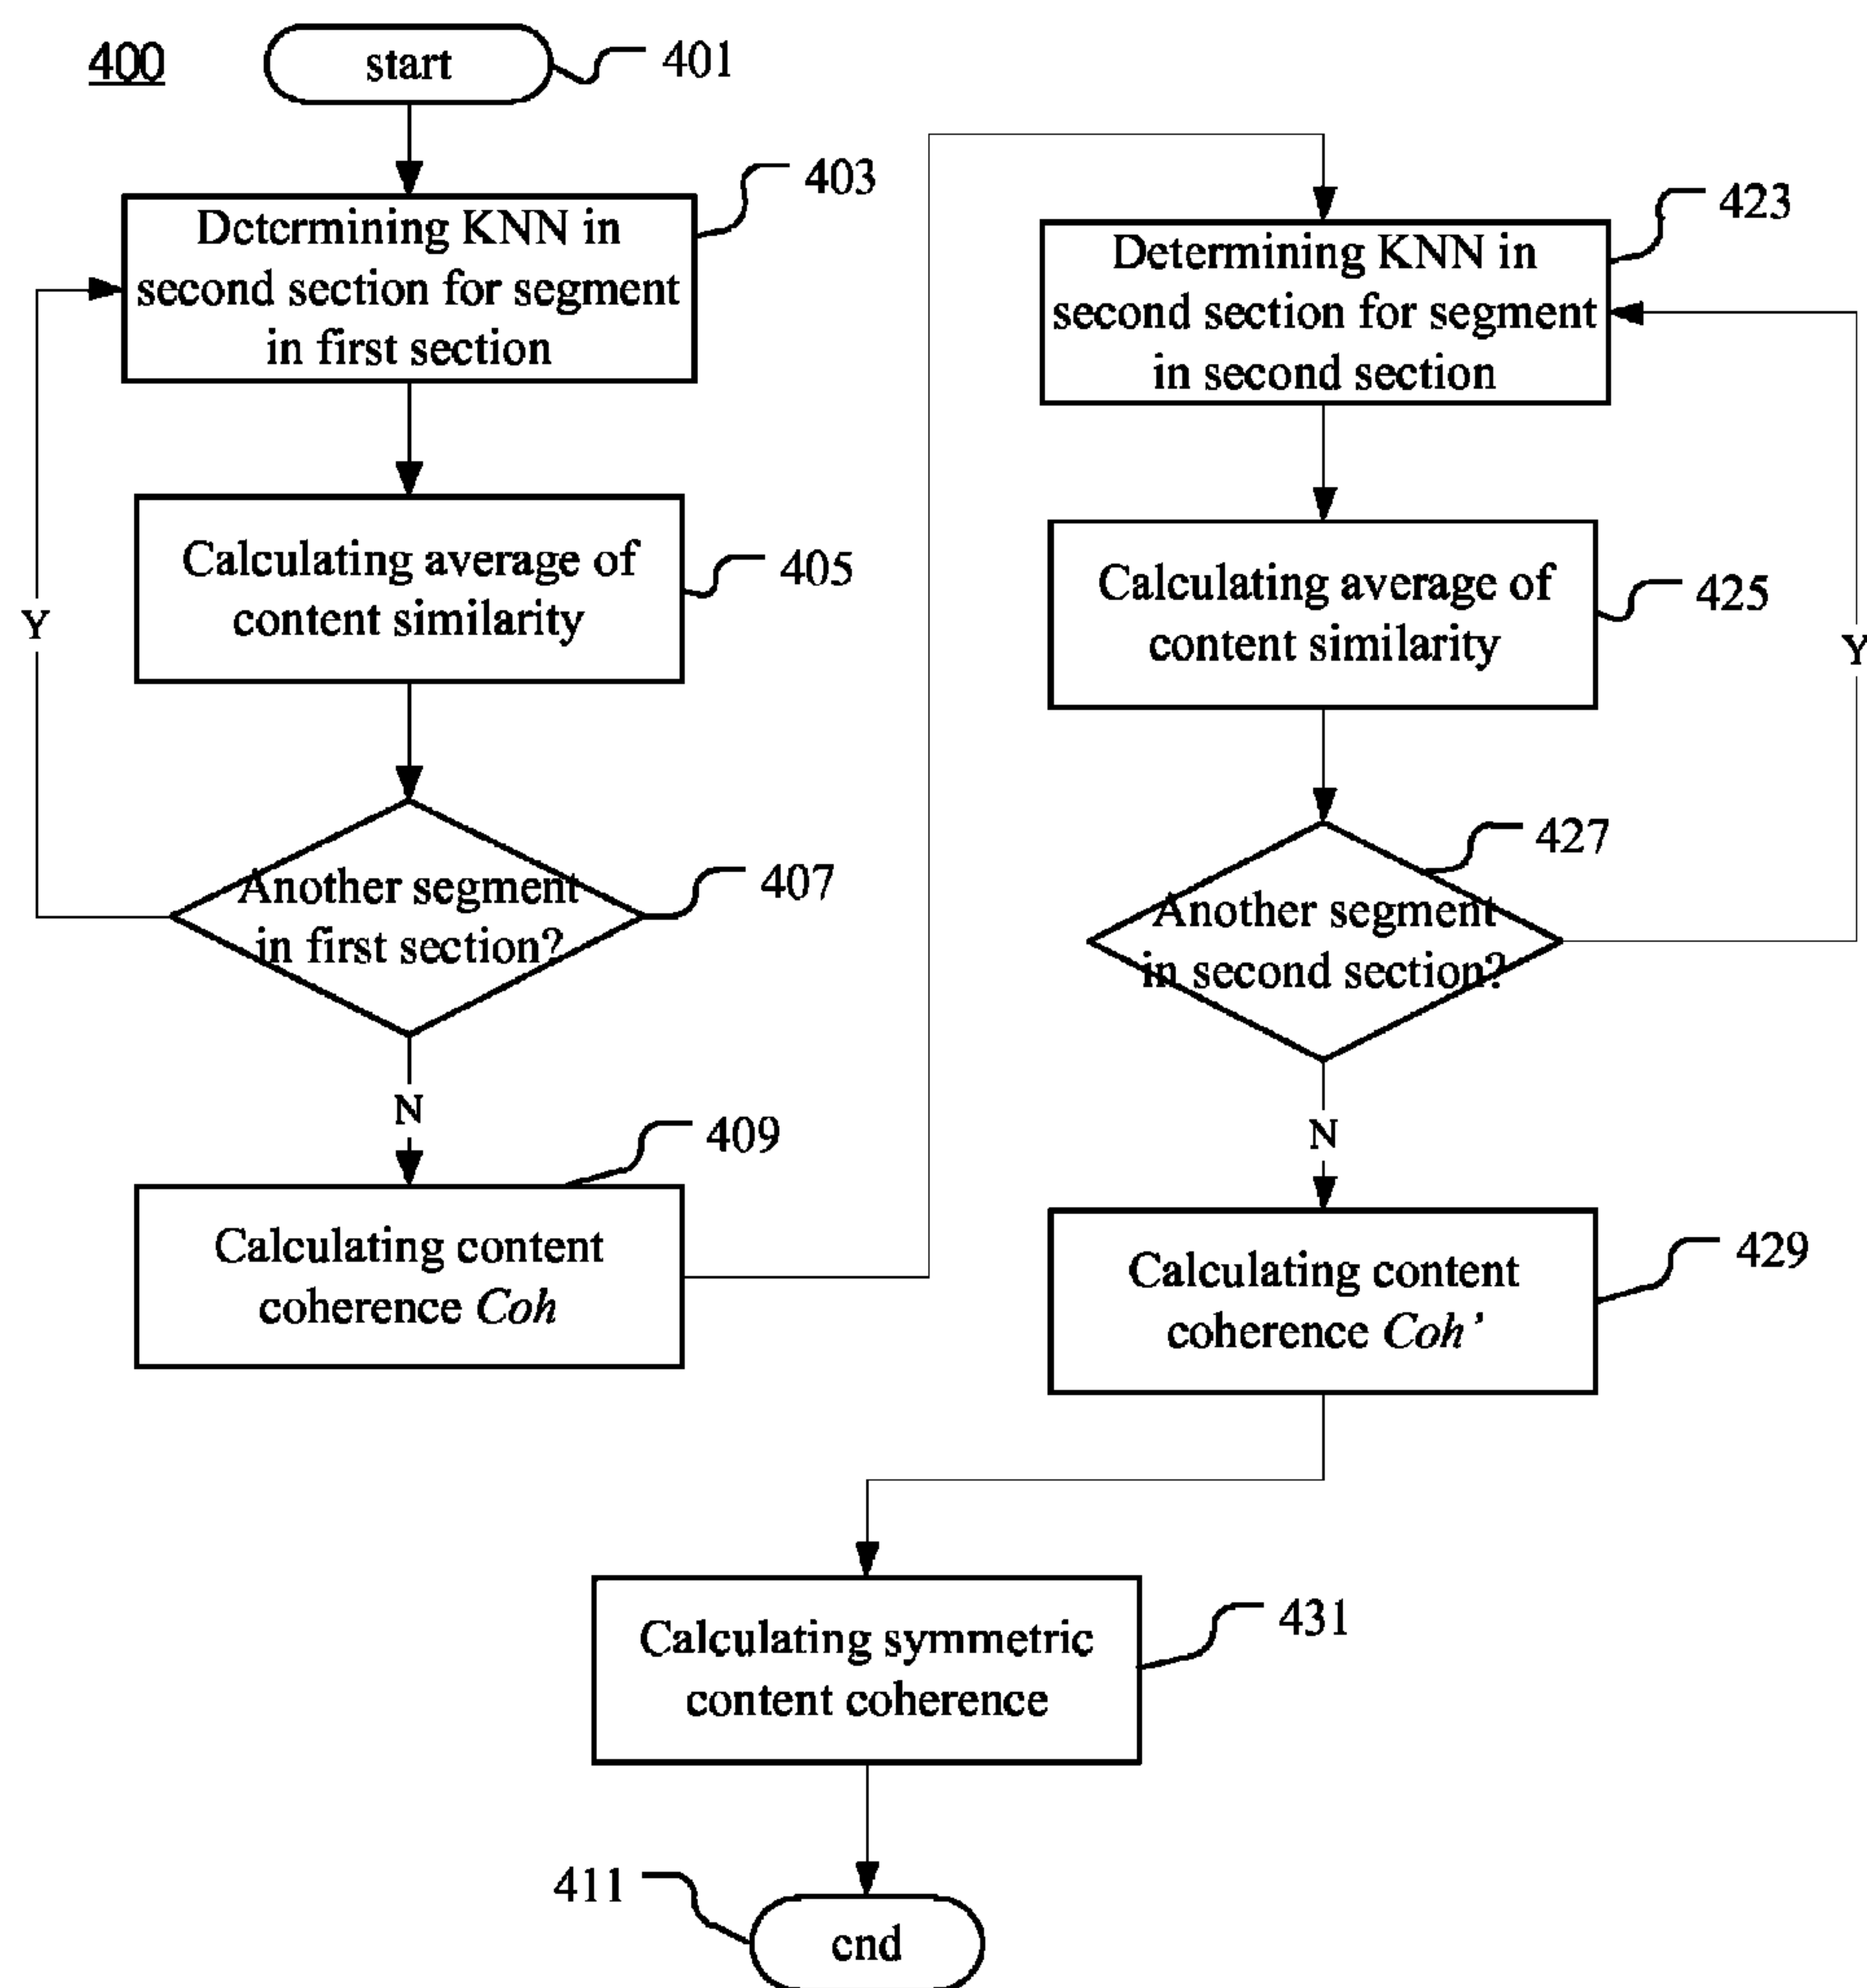 400
start
401
Determining KNN in
second section for segment
in first section
403
Calculating average of
content similarity
405
Y
Another segment
in first section?
407
N
409
Calculating content
coherence Coh
Determining KNN in
second section for segment
in second section
423
Calculating average of
content similarity
425
Y
427
Another segment
in second section?
N
Calculating content
coherence Coh’
429
Calculating symmetric
content coherence
431
411
end